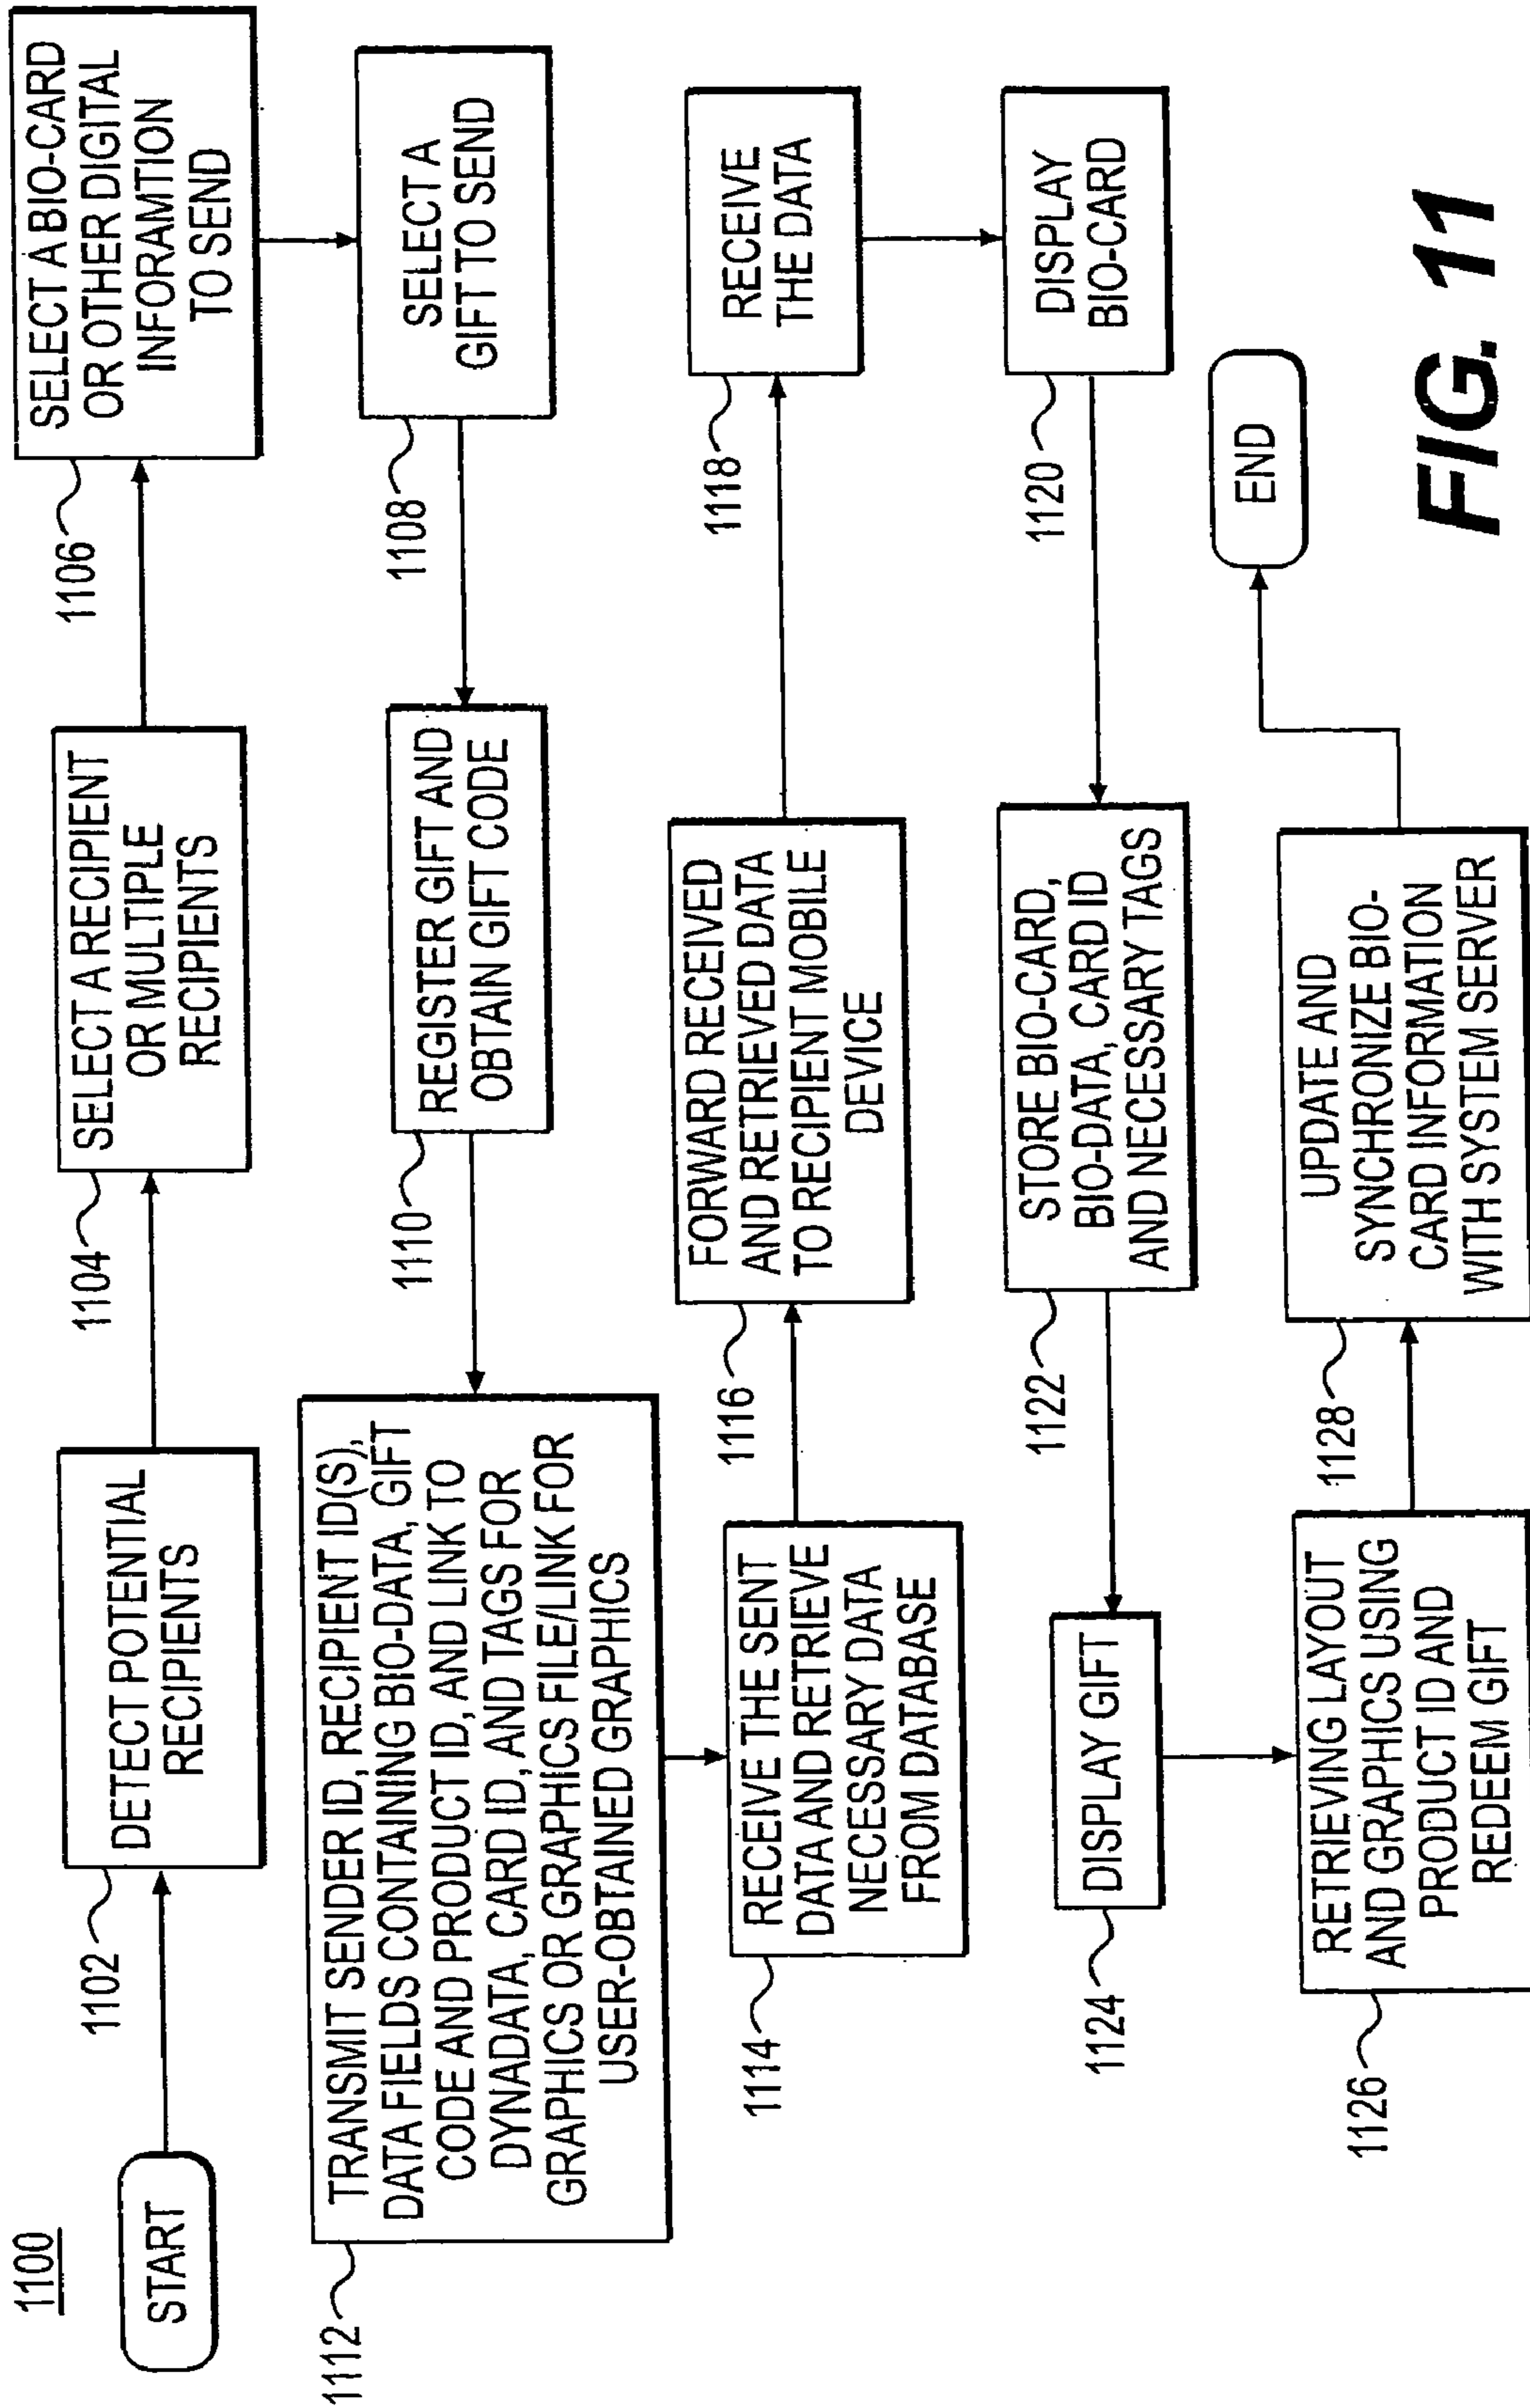 1100
START
1102
DETECT POTENTIAL
RECIPIENTS
1104
SELECT A RECIPIENT
OR MULTIPLE
RECIPIENTS
1106
SELECT A BIO-CARD
OR OTHER DIGITAL
INFORAMTION
TO SEND
1108
SELECT A
GIFT TO SEND
1110
REGISTER GIFT AND
OBTAIN GIFT CODE
1112
TRANSMIT SENDER ID, RECIPIENT ID(S),
DATA FIELDS CONTAINING BIO-DATA, GIFT
CODE AND PRODUCT ID, AND LINK TO
DYNADATA, CARD ID, AND TAGS FOR
GRAPHICS OR GRAPHICS FILE/LINK FOR
USER-OBTAINED GRAPHICS
1114
RECEIVE THE SENT
DATA AND RETRIEVE
NECESSARY DATA
FROM DATABASE
1116
FORWARD RECEIVED
AND RETRIEVED DATA
TO RECIPIENT MOBILE
DEVICE
1118
RECEIVE
THE DATA
1120
DISPLAY
BIO-CARD
1122
STORE BIO-CARD,
BIO-DATA, CARD ID
AND NECESSARY TAGS
1124
DISPLAY GIFT
1126
RETRIEVING LAYOUT
AND GRAPHICS USING
PRODUCT ID AND
REDEEM GIFT
1128
UPDATE AND
SYNCHRONIZE BIO-
CARD INFORMATION
WITH SYSTEM SERVER
END
FIG. 11